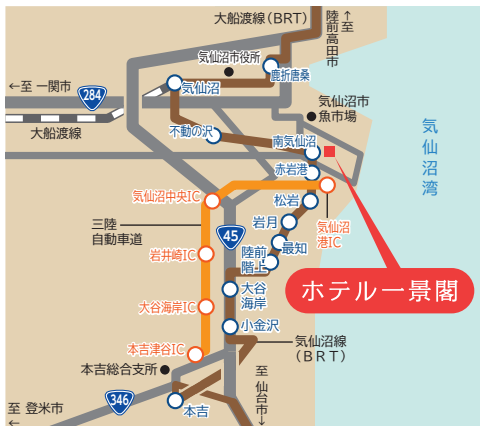 大船渡線(BRT)
↑至
陸前高田市
気仙沼市役所
鹿折唐桑
←至 一関市
284
気仙沼
気仙沼市
魚市場
大船渡線
不動の沢
南気仙沼
気仙沼湾
赤岩港
気仙沼中央IC
松岩
三陸
自動車道
45
岩月
気仙沼
港IC
岩井崎IC
陸前
階上
最知
大谷
海岸
ホテル一景閣
大谷海岸IC
小金沢
気仙沼線
(BRT)
本吉津谷IC
本吉総合支所
至 仙台市↓
346
至 登米市
←
本吉